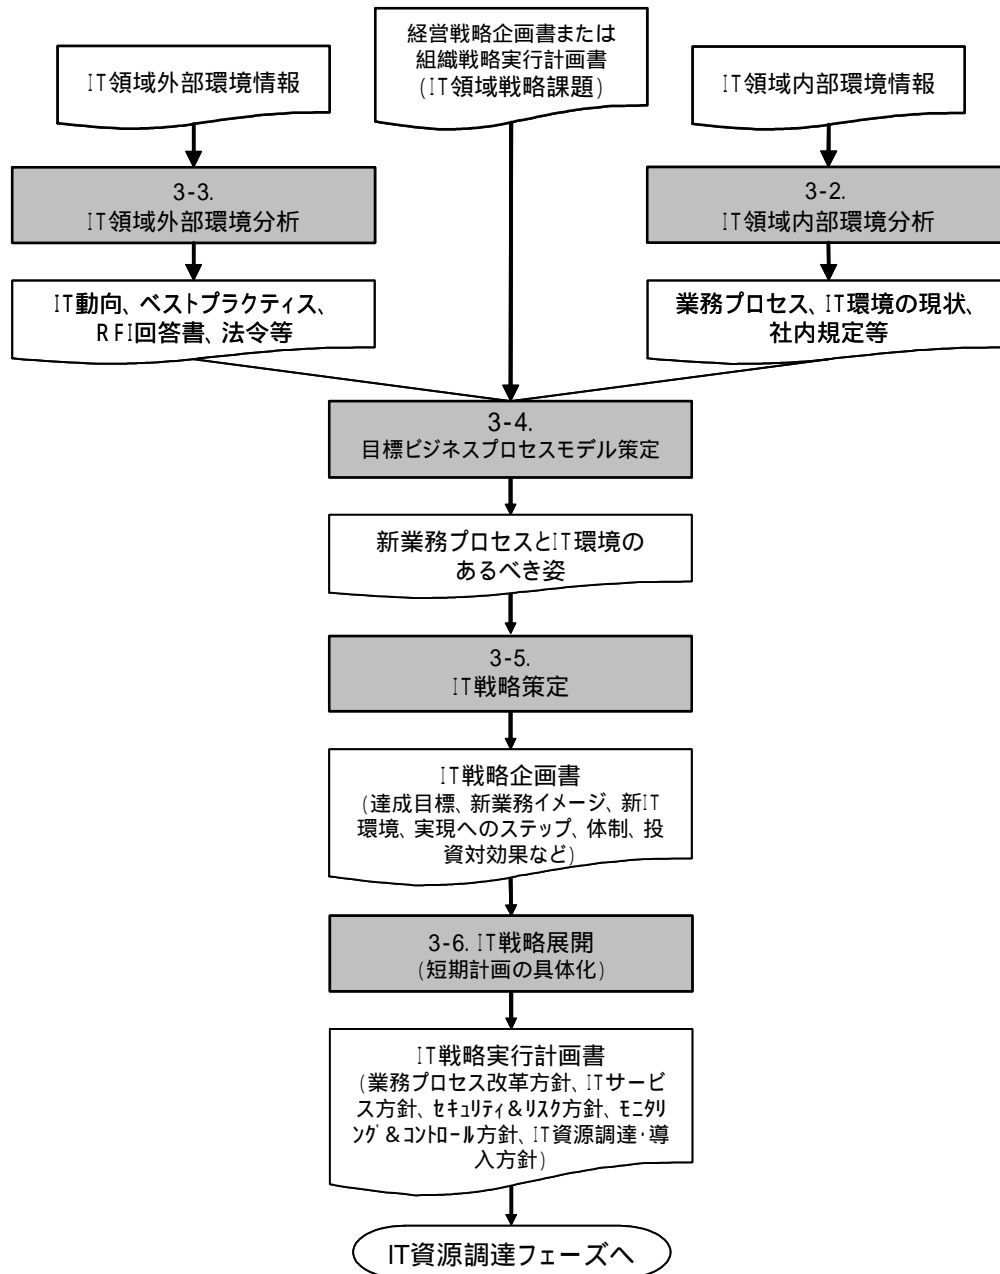 経営戦略企画書または
組織戦略実行計画書
(IT領域戦略課題)
IT領域外部環境情報
IT領域内部環境情報
3-3.
IT領域外部環境分析
3-2.
IT領域内部環境分析
IT動向、ベストプラクティス、
RFI回答書、法令等
業務プロセス、IT環境の現状、
社内規定等
3-4.
目標ビジネスプロセスモデル策定
新業務プロセスとIT環境の
あるべき姿
3-5.
IT戦略策定
IT戦略企画書
(達成目標、新業務イメージ、新IT
環境、実現へのステップ、体制、投
資対効果など)
3-6. IT戦略展開
(短期計画の具体化)
IT戦略実行計画書
(業務プロセス改革方針、ITサービ
ス方針、セキュリティ&リスク方針、モニタリ
ング&コントロール方針、IT資源調達・導
入方針)
IT資源調達フェーズへ